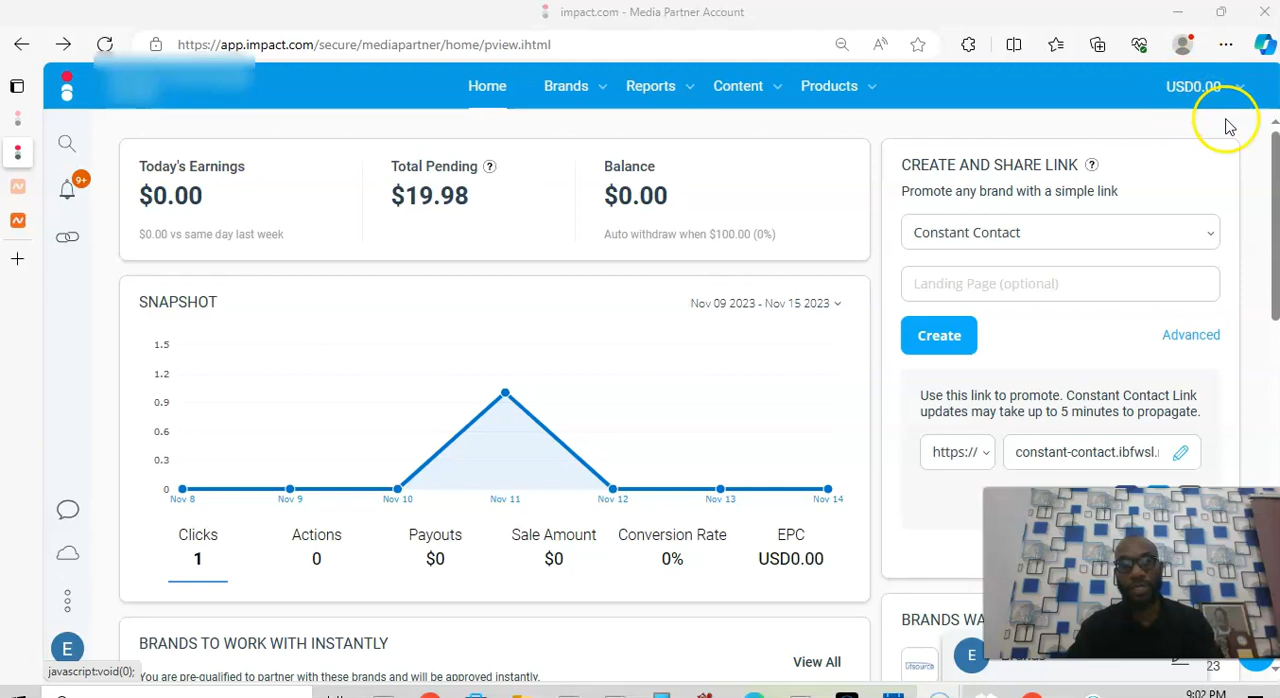 impact.com - Media Partner Account
https://app.impact.com/secure/mediapartner/home/pview.ihtml
Home Brands Reports Content Products USD0.00
9+
Today's Earnings
$0.00
$0.00 vs same day last week
Total Pending ?
$19.98
Balance
$0.00
Auto withdraw when $100.00 (0%)
SNAPSHOT
Nov 09 2023 - Nov 15 2023
1.5
1.2
0.9
0.6
0.3
0
Nov 8 Nov 9 Nov 10 Nov 11 Nov 12 Nov 13 Nov 14
Clicks Actions Payouts Sale Amount Conversion Rate EPC
1 0 $0 $0 0% USD0.00
BRANDS TO WORK WITH INSTANTLY
You are pre-qualified to partner with these brands and will be approved instantly.
View All
CREATE AND SHARE LINK ?
Promote any brand with a simple link
Constant Contact
Landing Page (optional)
Create
Advanced
Use this link to promote. Constant Contact Link
updates may take up to 5 minutes to propagate.
https://
constant-contact.ibfwsl.
BRANDS WA
E
23
E
javascript:void(0);
9:02 PM